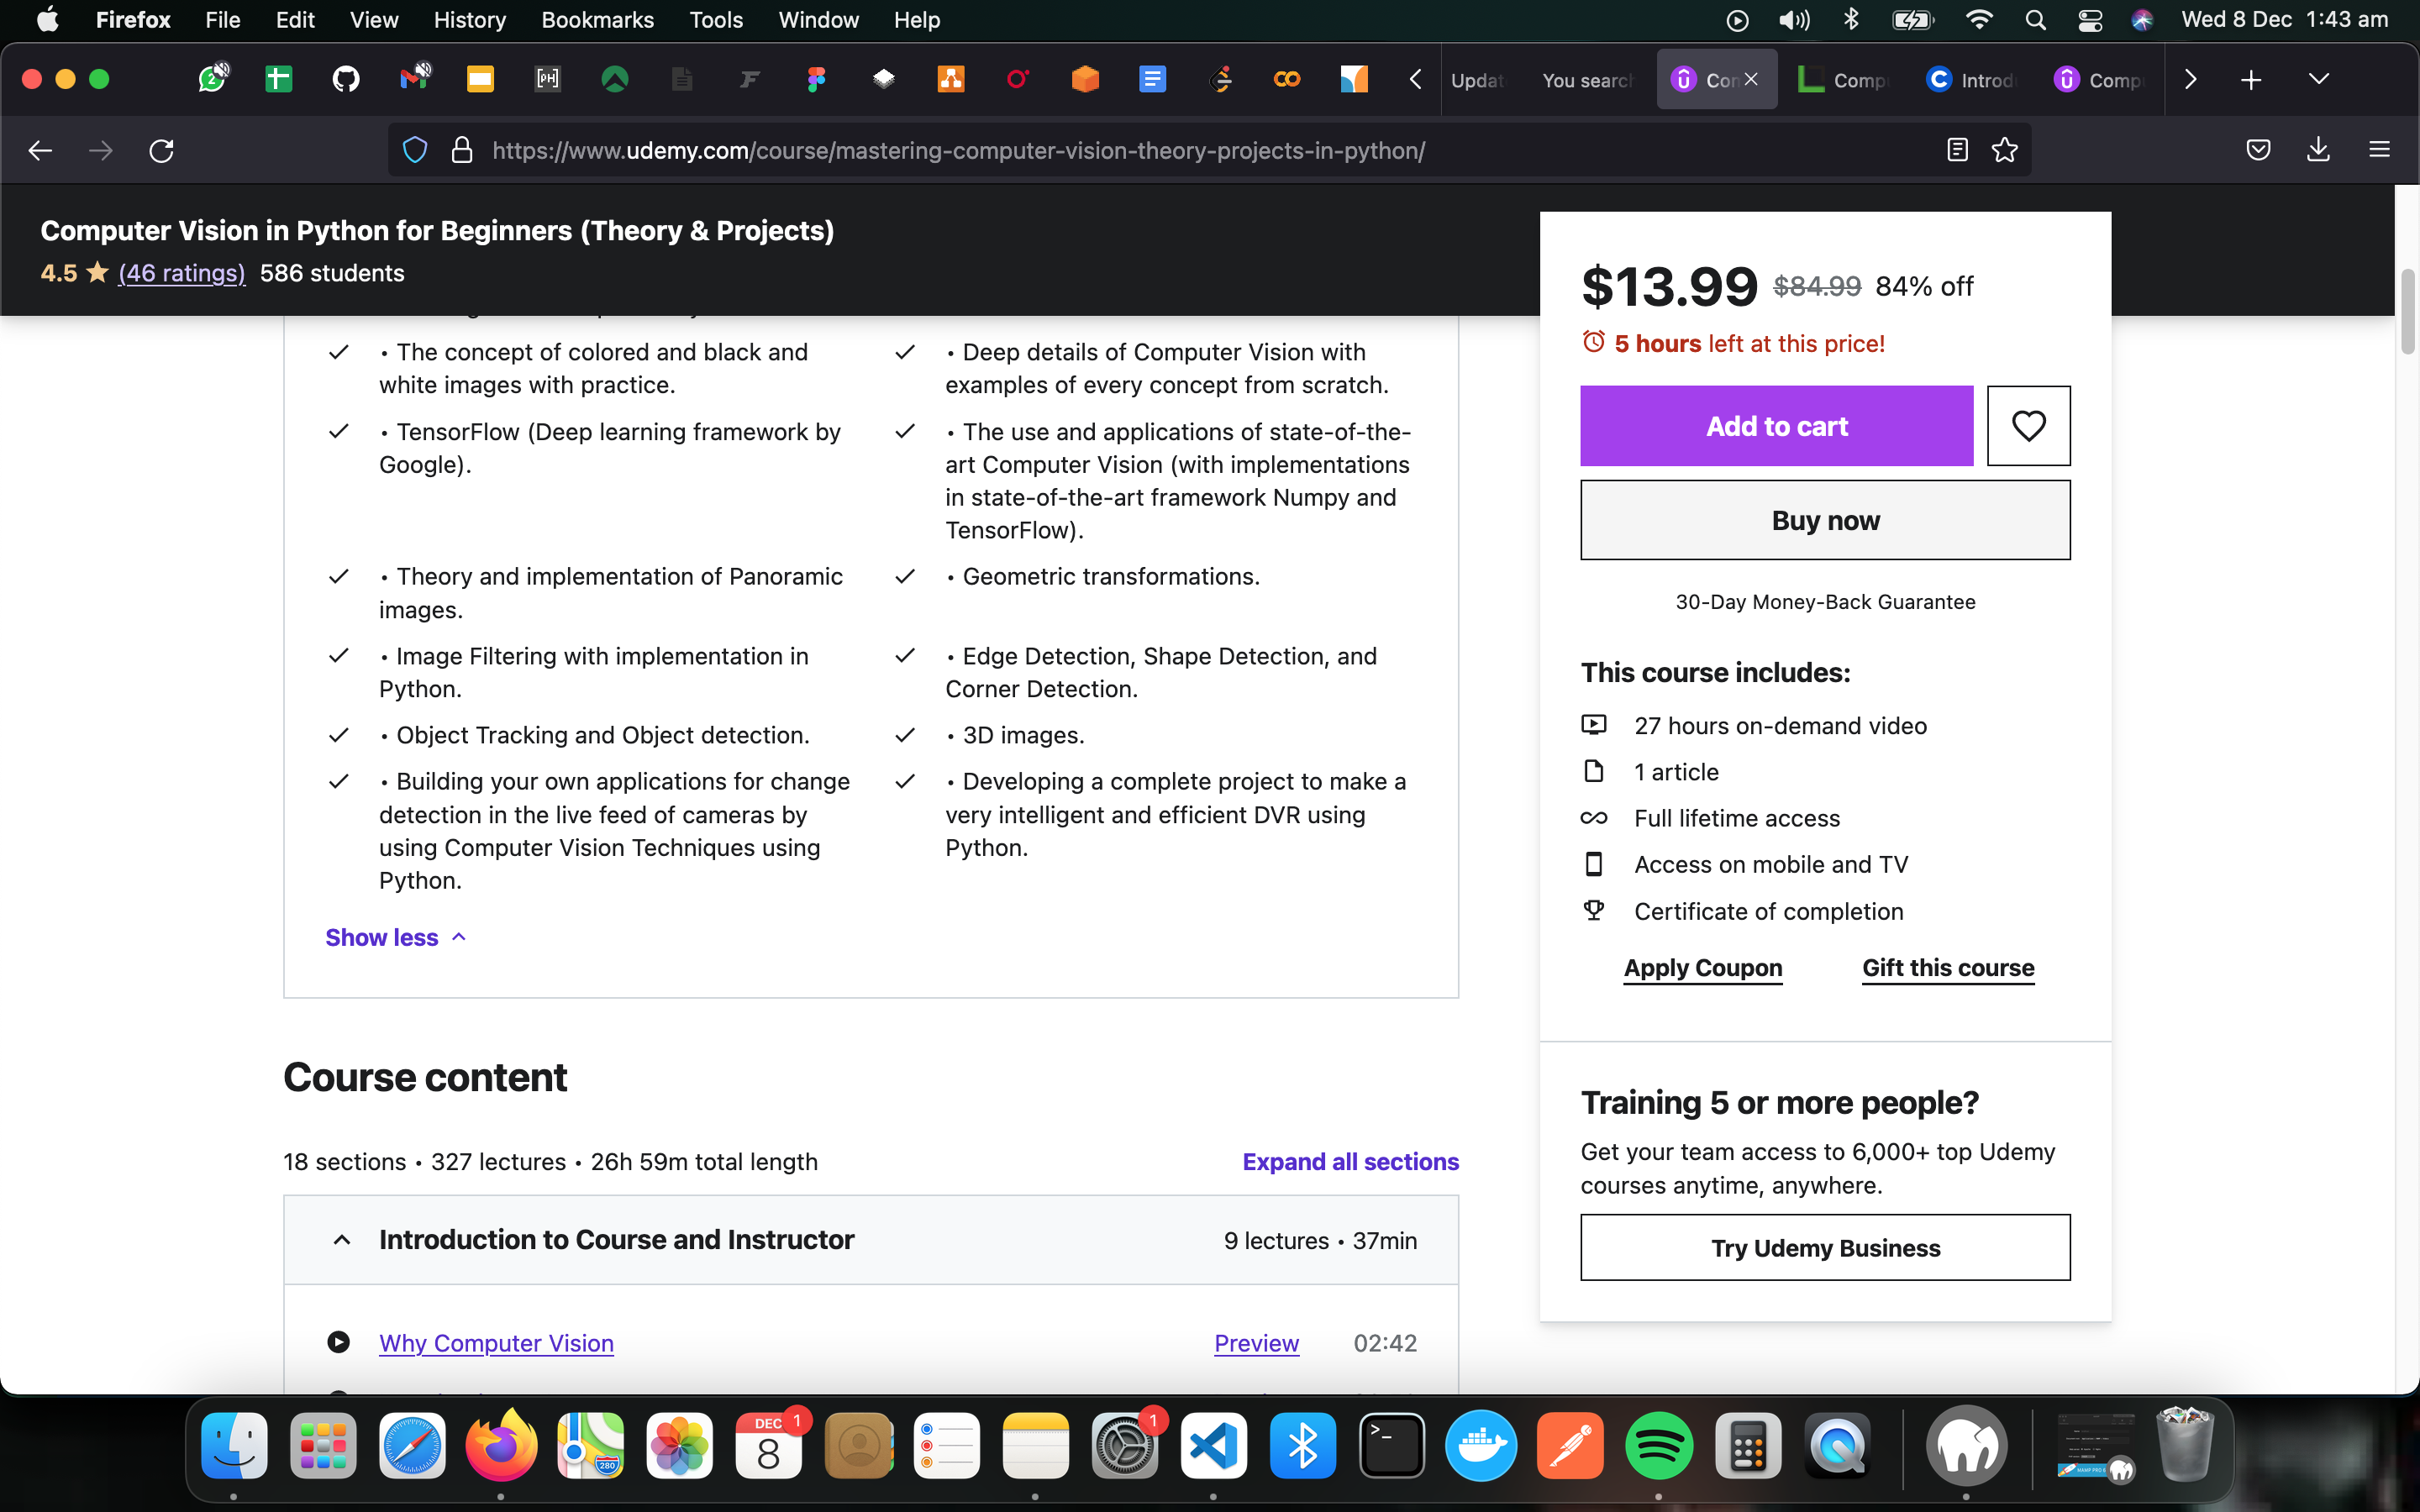 Firefox File Edit View History Bookmarks Tools Window Help
Wed 8 Dec 1:43 am
2
[PH]
Updat
You search
Con
Comp
Introd
Comp
https://www.udemy.com/course/mastering-computer-vision-theory-projects-in-python/
Computer Vision in Python for Beginners (Theory & Projects)
4.5 ★ (46 ratings) 586 students
• The concept of colored and black and
white images with practice.
• Deep details of Computer Vision with
examples of every concept from scratch.
• TensorFlow (Deep learning framework by
Google).
• The use and applications of state-of-the-
art Computer Vision (with implementations
in state-of-the-art framework Numpy and
TensorFlow).
• Theory and implementation of Panoramic
images.
• Geometric transformations.
• Image Filtering with implementation in
Python.
• Edge Detection, Shape Detection, and
Corner Detection.
• Object Tracking and Object detection.
• 3D images.
• Building your own applications for change
detection in the live feed of cameras by
using Computer Vision Techniques using
Python.
• Developing a complete project to make a
very intelligent and efficient DVR using
Python.
Show less
Course content
18 sections • 327 lectures • 26h 59m total length
Expand all sections
Introduction to Course and Instructor
9 lectures • 37min
Why Computer Vision
Preview
02:42
$13.99 $84.99 84% off
5 hours left at this price!
Add to cart
Buy now
30-Day Money-Back Guarantee
This course includes:
27 hours on-demand video
1 article
Full lifetime access
Access on mobile and TV
Certificate of completion
Apply Coupon
Gift this course
Training 5 or more people?
Get your team access to 6,000+ top Udemy
courses anytime, anywhere.
Try Udemy Business
280
DEC
8
1
1
MAMP PRO